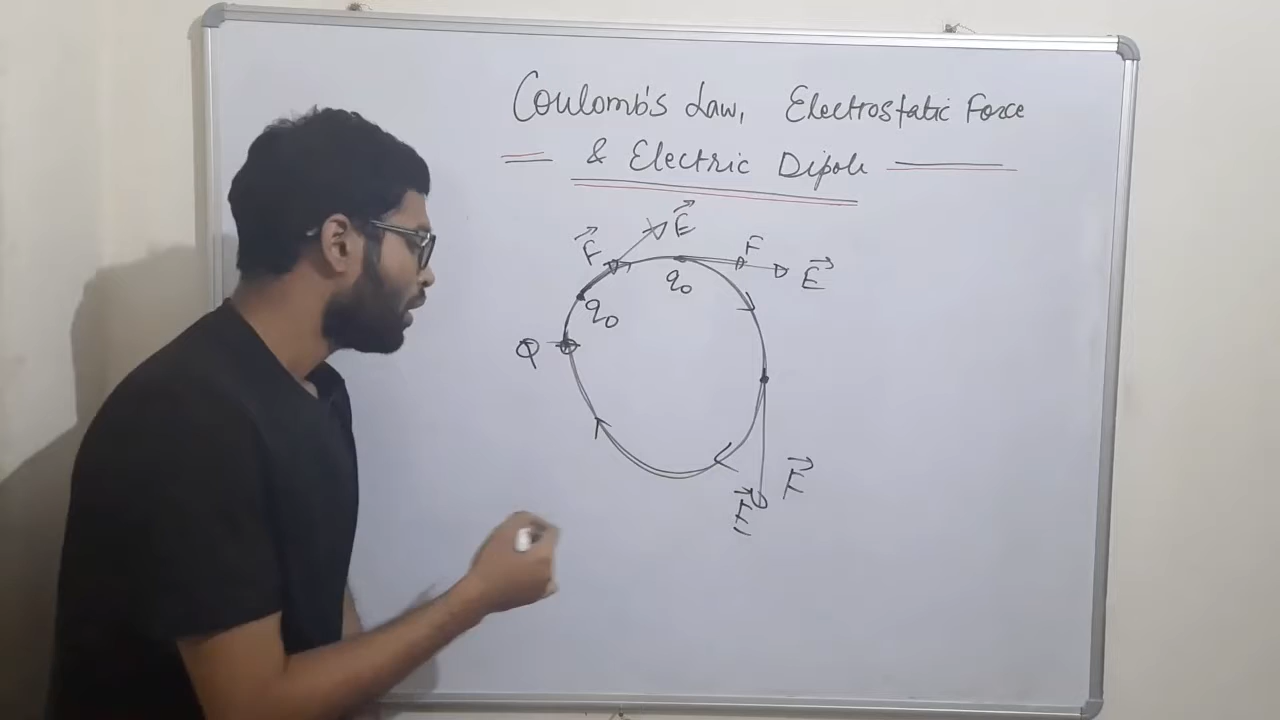 Coulomb's Law, Electrostatic Force
& Electric Dipole
E
F
F
E
q₀
q₀
Q
F
E